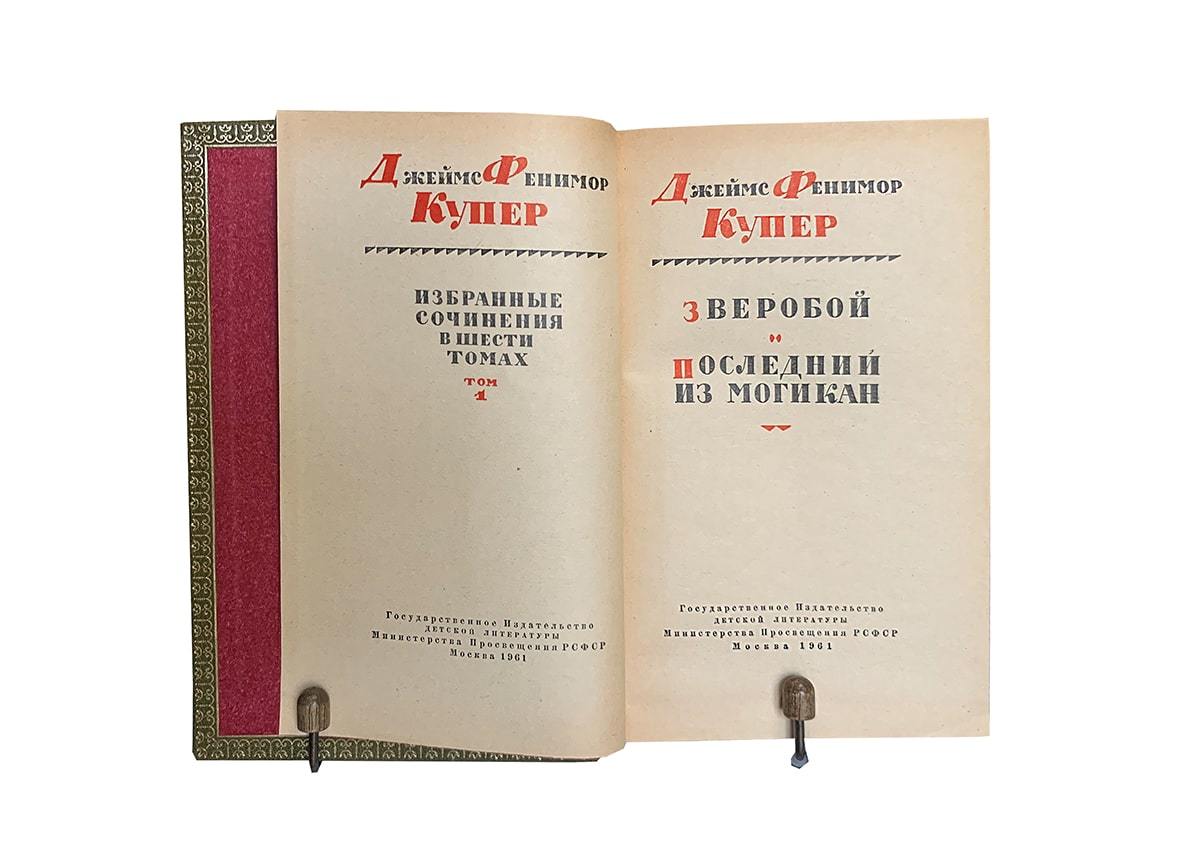 Джеймс Фенимор
Купер
ИЗБРАННЫЕ
СОЧИНЕНИЯ
В ШЕСТИ
ТОМАХ
ТОМ
1
Государственное Издательство
ДЕТСКОЙ ЛИТЕРАТУРЫ
Министерства Просвещения РСФСР
Москва 1961
Джеймс Фенимор
Купер
ЗВЕРОБОЙ
ПОСЛЕДНИЙ
ИЗ МОГИКАН
Государственное Издательство
ДЕТСКОЙ ЛИТЕРАТУРЫ
Министерства Просвещения РСФСР
Москва 1961